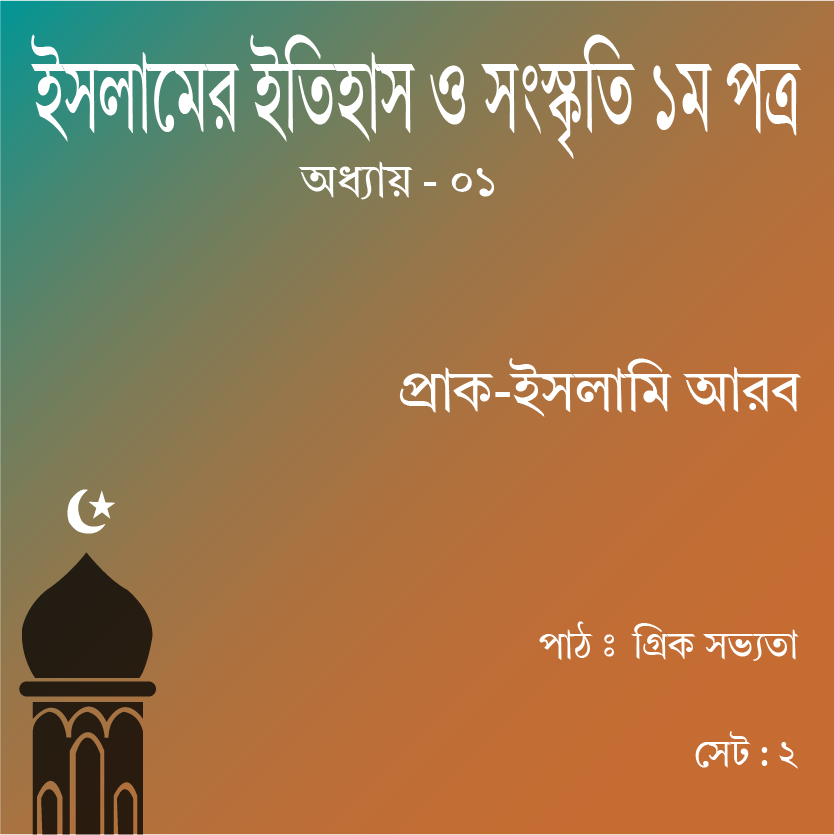 ইসলামের ইতিহাস ও সংস্কৃতি ১ম পত্র
অধ্যায় - ০১
প্রাক-ইসলামি আরব
পাঠ ঃ গ্রিক সভ্যতা
সেট : ২